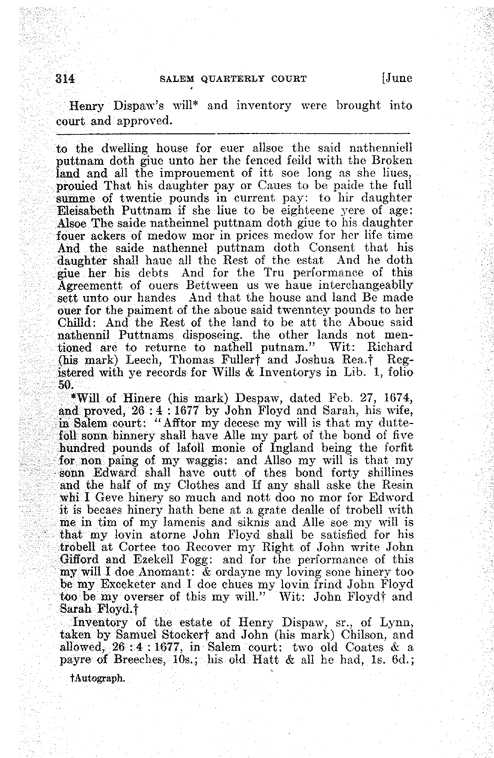 314 SALEM QUARTERLY COURT [June
Henry Dispaw's will* and inventory were brought into
court and approved.
to the dwelling house for euer allsoe the said nathenniell
puttnam doth giue unto her the fenced feild with the Broken
land and all the improuement of itt soe long as she liues,
prouied That his daughter pay or Caues to be paide the full
summe of twentie pounds in current pay: to hir daughter
Eleisabeth Puttnam if she liue to be eighteene yere of age:
Alsoe The saide natheinnel puttnam doth giue to his daughter
fouer ackers of medow mor in prices medow for her life time
And the saide nathennel puttnam doth Consent that his
daughter shall haue all the Rest of the estat And he doth
giue her his debts And for the Tru performance of this
Agreementt of ouers Bettween us we haue interchangeablly
sett unto our handes And that the house and land Be made
ouer for the paiment of the aboue said twenntey pounds to her
Chilld: And the Rest of the land to be att the Aboue said
nathennil Puttnams disposeing. the other lands not men-
tioned are to returne to nathell putnam." Wit: Richard
(his mark) Leech, Thomas Fuller† and Joshua Rea.† Reg-
istered with ye records for Wills & Inventorys in Lib. 1, folio
50.
*Will of Hinere (his mark) Despaw, dated Feb. 27, 1674,
and proved, 26 : 4 : 1677 by John Floyd and Sarah, his wife,
in Salem court: "Afftor my decese my will is that my dutte-
foll sonn hinnery shall have Alle my part of the bond of five
hundred pounds of lafoll monie of Ingland being the forfit
for non paing of my waggis: and Allso my will is that my
sonn Edward shall have outt of thes bond forty shillines
and the half of my Clothes and If any shall aske the Resin
whi I Geve hinery so much and nott doo no mor for Edword
it is becaes hinery hath bene at a grate dealle of trobell with
me in tim of my lamenis and siknis and Alle soe my will is
that my lovin atorne John Floyd shall be satisfied for his
trobell at Cortee too Recover my Right of John write John
Gifford and Ezekell Fogg: and for the performance of this
my will I doe Anomant: & ordayne my loving sone hinery too
be my Exceketer and I doe chues my lovin frind John Floyd
too be my overser of this my will." Wit: John Floyd† and
Sarah Floyd.†
Inventory of the estate of Henry Dispaw, sr., of Lynn,
taken by Samuel Stocker† and John (his mark) Chilson, and
allowed, 26 : 4 : 1677, in Salem court: two old Coates & a
payre of Breeches, 10s.; his old Hatt & all he had, 1s. 6d.;
†Autograph.